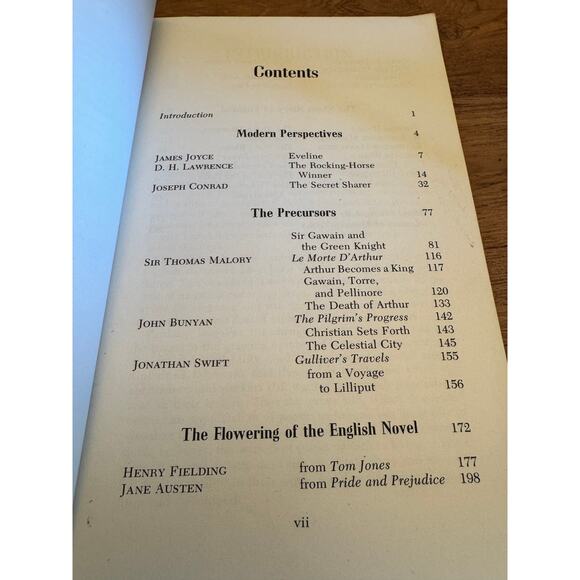 Contents
Introduction 1
Modern Perspectives 4
JAMES JOYCE Eveline 7
D. H. LAWRENCE The Rocking-Horse
Winner 14
JOSEPH CONRAD The Secret Sharer 32
The Precursors 77
Sir Gawain and
the Green Knight 81
SIR THOMAS MALORY Le Morte D'Arthur 116
Arthur Becomes a King 117
Gawain, Torre,
and Pellinore 120
The Death of Arthur 133
JOHN BUNYAN The Pilgrim's Progress 142
Christian Sets Forth 143
The Celestial City 145
JONATHAN SWIFT Gulliver's Travels 155
from a Voyage
to Lilliput 156
The Flowering of the English Novel 172
HENRY FIELDING from Tom Jones 177
JANE AUSTEN from Pride and Prejudice 198
vii